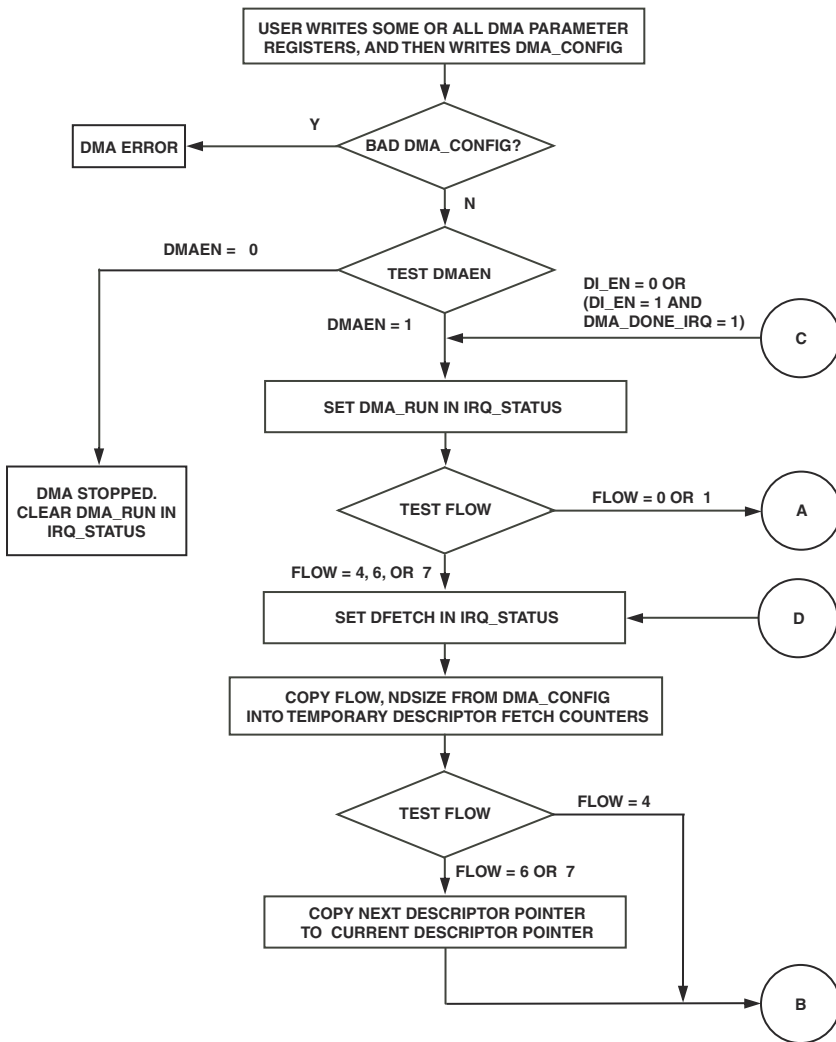 USER WRITES SOME OR ALL DMA PARAMETER
REGISTERS, AND THEN WRITES DMA_CONFIG
Y
DMA ERROR
BAD DMA_CONFIG?
N
DMAEN = 0
TEST DMAEN
DI_EN = 0 OR
(DI_EN = 1 AND
DMA_DONE_IRQ = 1)
DMAEN = 1
C
SET DMA_RUN IN IRQ_STATUS
DMA STOPPED.
CLEAR DMA_RUN IN
IRQ_STATUS
TEST FLOW
FLOW = 0 OR 1
A
FLOW = 4, 6, OR 7
SET DFETCH IN IRQ_STATUS
D
COPY FLOW, NDSIZE FROM DMA_CONFIG
INTO TEMPORARY DESCRIPTOR FETCH COUNTERS
TEST FLOW
FLOW = 4
FLOW = 6 OR 7
COPY NEXT DESCRIPTOR POINTER
TO CURRENT DESCRIPTOR POINTER
B